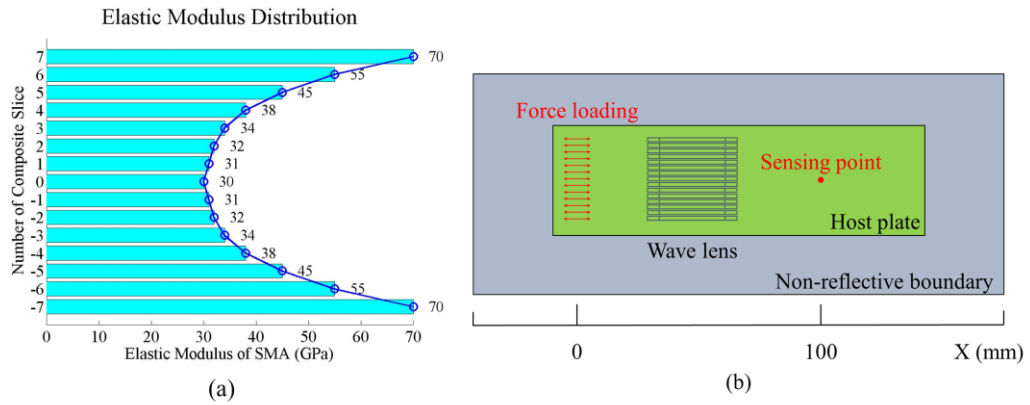 Elastic Modulus Distribution
Number of Composite Slice
7 70
6 55
5 45
4 38
3 34
2 32
1 31
0 30
-1 31
-2 32
-3 34
-4 38
-5 45
-6 55
-7 70
0 10 20 30 40 50 60 70
Elastic Modulus of SMA (GPa)
(a)
Force loading
Sensing point
Host plate
Wave lens
Non-reflective boundary
0 100 X (mm)
(b)